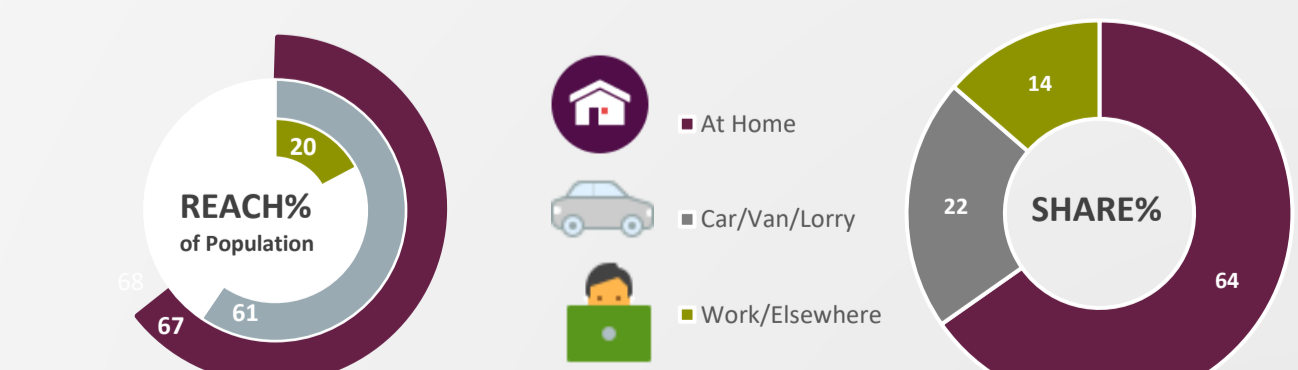 20
REACH%
of Population
68
61
67
At Home
Car/Van/Lorry
Work/Elsewhere
14
22
SHARE%
64